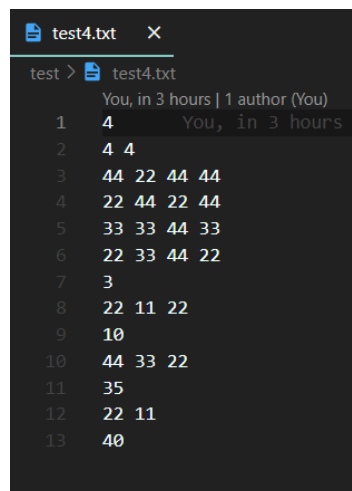 test4.txt
test > test4.txt
You, in 3 hours | 1 author (You)
1 4 You, in 3 hours
2 4 4
3 44 22 44 44
4 22 44 22 44
5 33 33 44 33
6 22 33 44 22
7 3
8 22 11 22
9 10
10 44 33 22
11 35
12 22 11
13 40